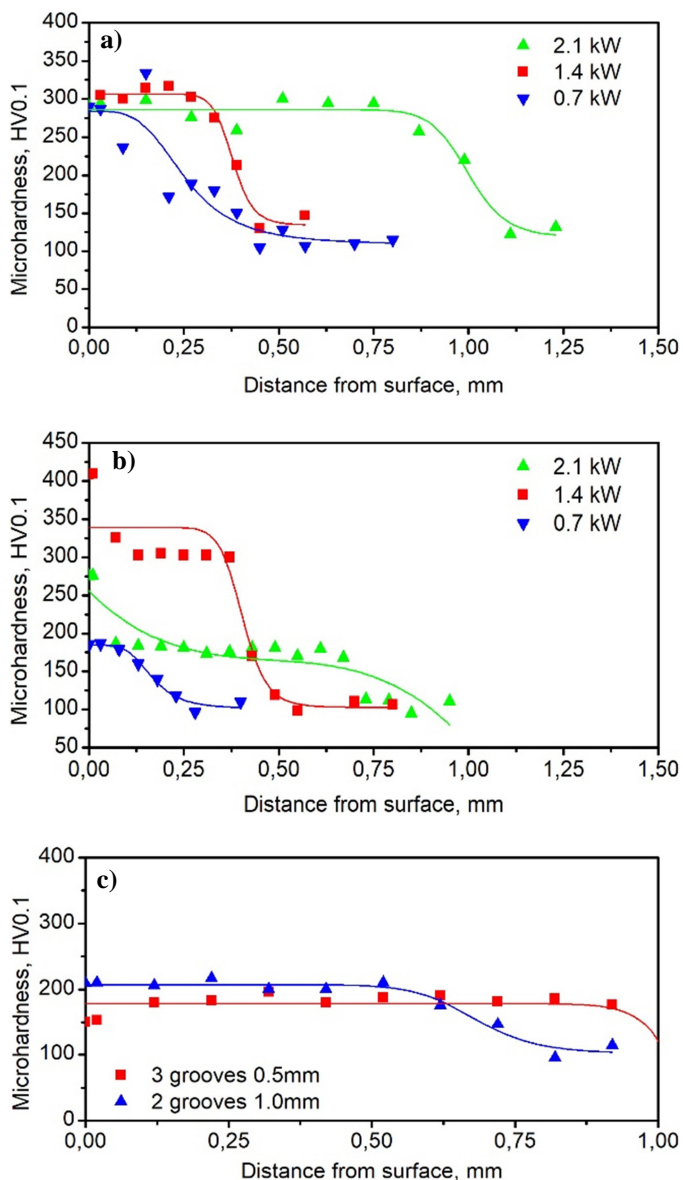 a)
2.1 kW
1.4 kW
0.7 kW
400
350
300
250
200
150
100
50
0
Microhardness, HV0.1
0,00 0,25 0,50 0,75 1,00 1,25 1,50
Distance from surface, mm
b)
2.1 kW
1.4 kW
0.7 kW
450
400
350
300
250
200
150
100
50
Microhardness, HV0.1
0,00 0,25 0,50 0,75 1,00 1,25 1,50
Distance from surface, mm
c)
400
300
200
100
0
Microhardness, HV0.1
3 grooves 0.5mm
2 grooves 1.0mm
0,00 0,25 0,50 0,75 1,00
Distance from surface, mm